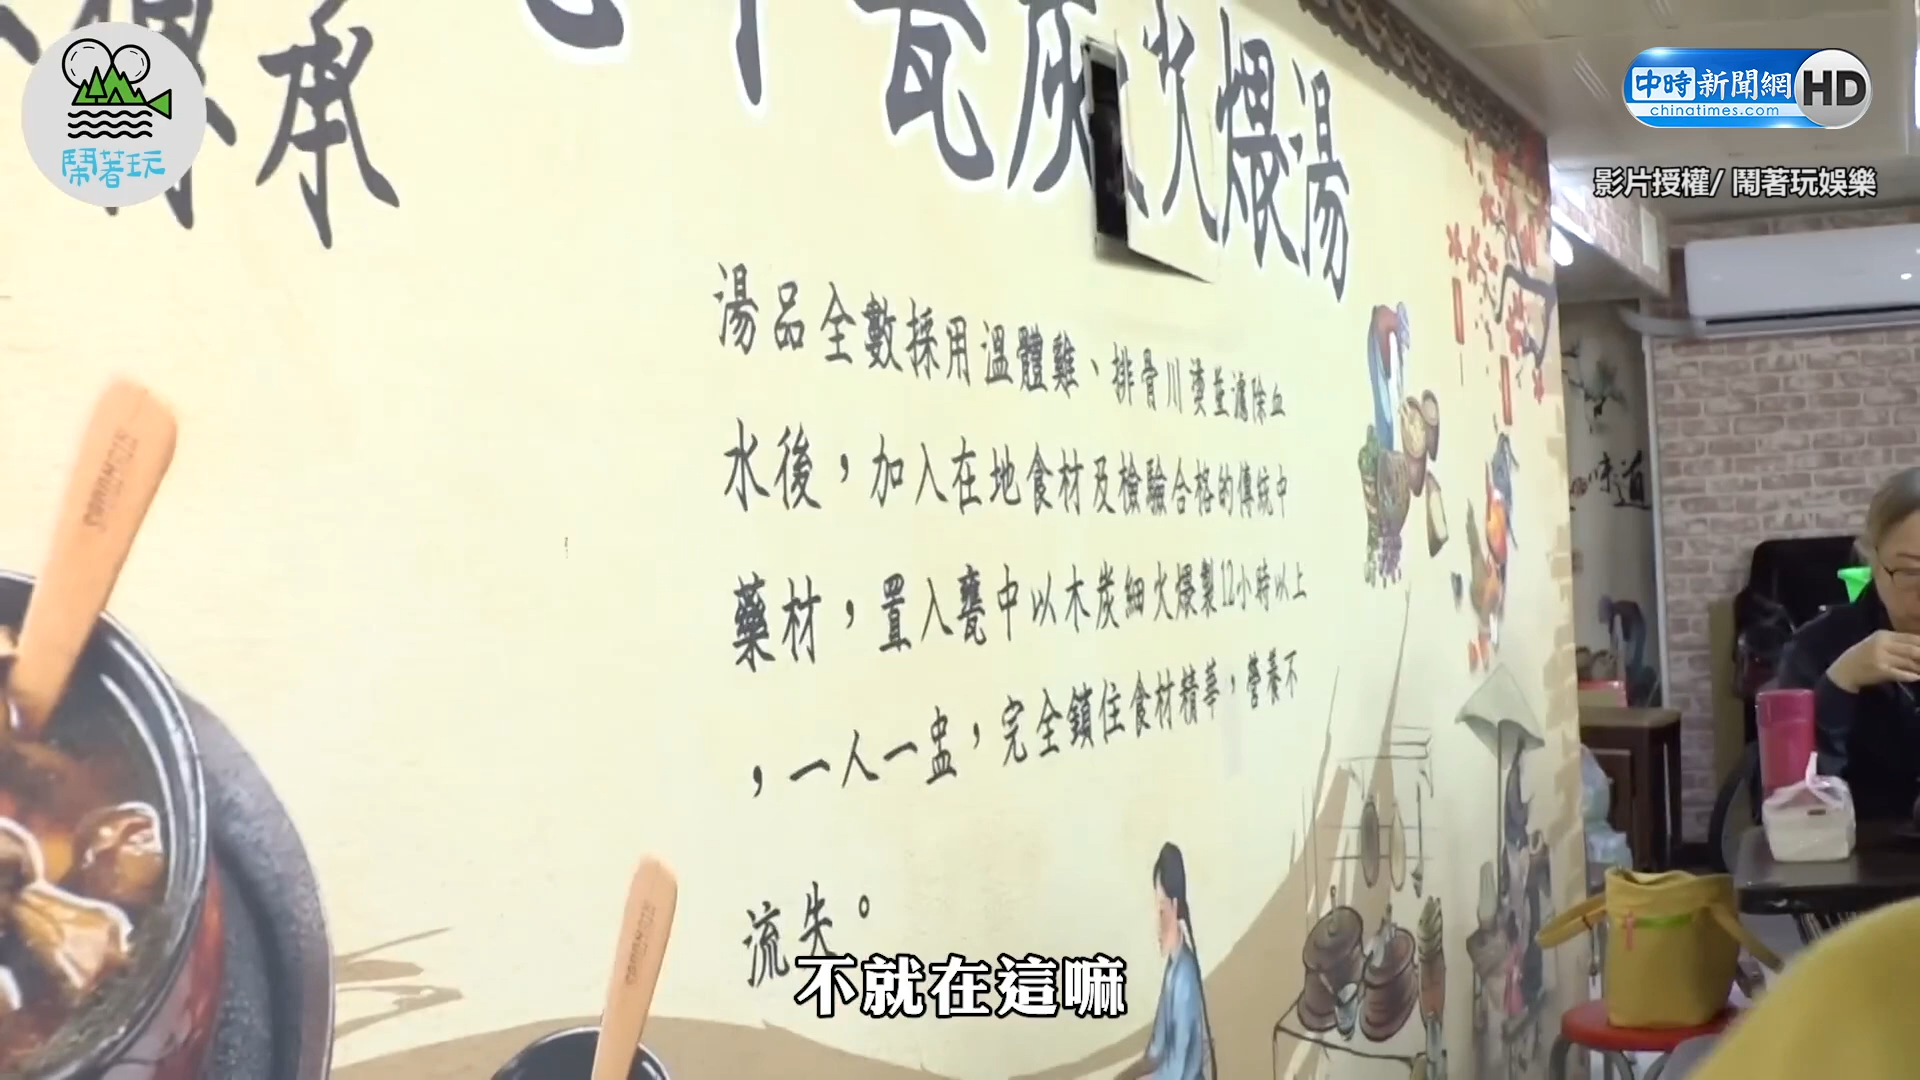 承
瓮炭火煨湯
中時新聞網 HD
chinatimes.com
影片授權/ 鬧著玩娛樂
鬧著玩
湯品全數採用溫體雞、排骨川燙並濾除血
水後，加入在地食材及檢驗合格的傳統中
藥材，置入甕中以木炭細火煨製12小時以上
，一人一盅，完全鎖住食材精華，營養不
流失。
味道
不就在這嘛